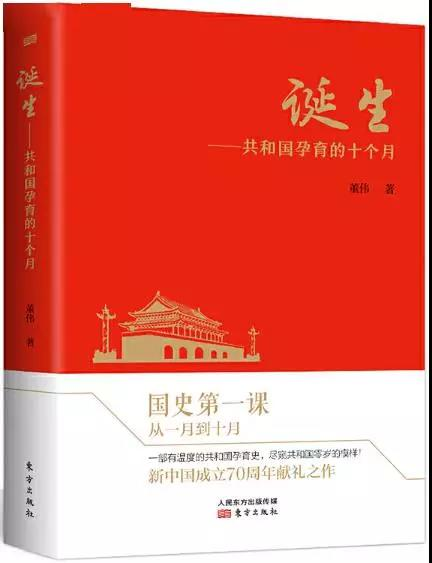 诞生
——共和国孕育的十个月
董伟
著
东方出版社
诞生
——共和国孕育的十个月
董伟 著
国史第一课
从一月到十月
一部有温度的共和国孕育史，尽窥共和国零岁的模样！
新中国成立70周年献礼之作
人民东方出版传媒
东方出版社